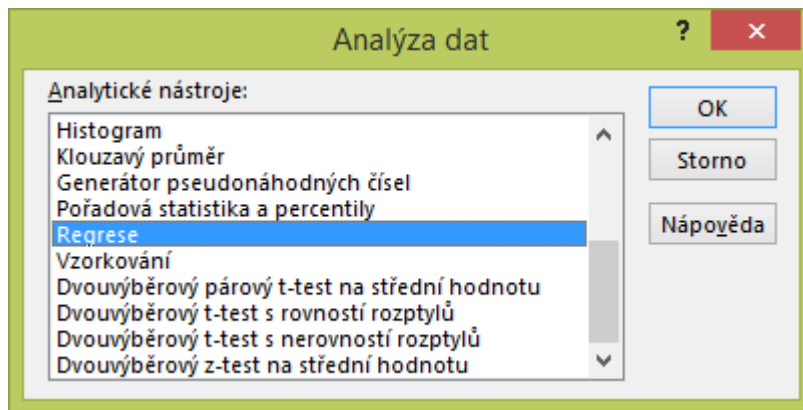 Analýza dat
?
×
Analytické nástroje:
Histogram
Klouzavý průměr
Generátor pseudonáhodných čísel
Pořadová statistika a percentily
Regrese
Vzorkování
Dvouvýběrový párový t-test na střední hodnotu
Dvouvýběrový t-test s rovností rozptylů
Dvouvýběrový t-test s nerovností rozptylů
Dvouvýběrový z-test na střední hodnotu
OK
Storno
Nápověda